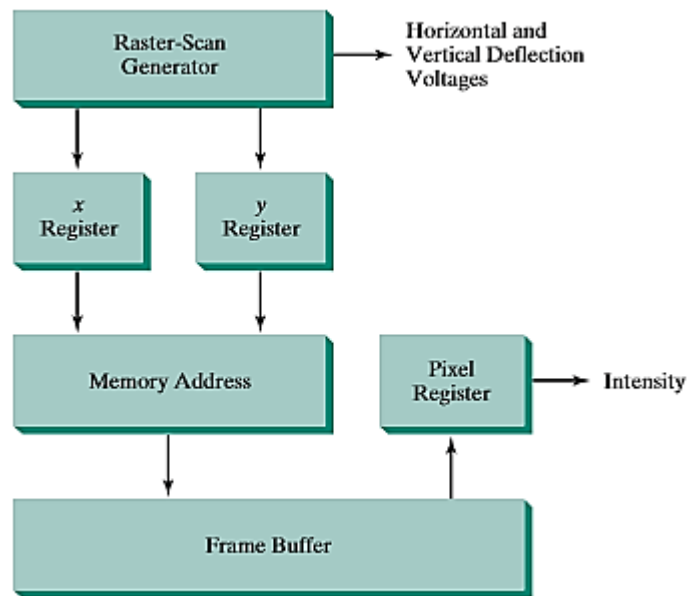 Raster-Scan
Generator
Horizontal and
Vertical Deflection
Voltages
x
Register
y
Register
Memory Address
Pixel
Register
Intensity
Frame Buffer